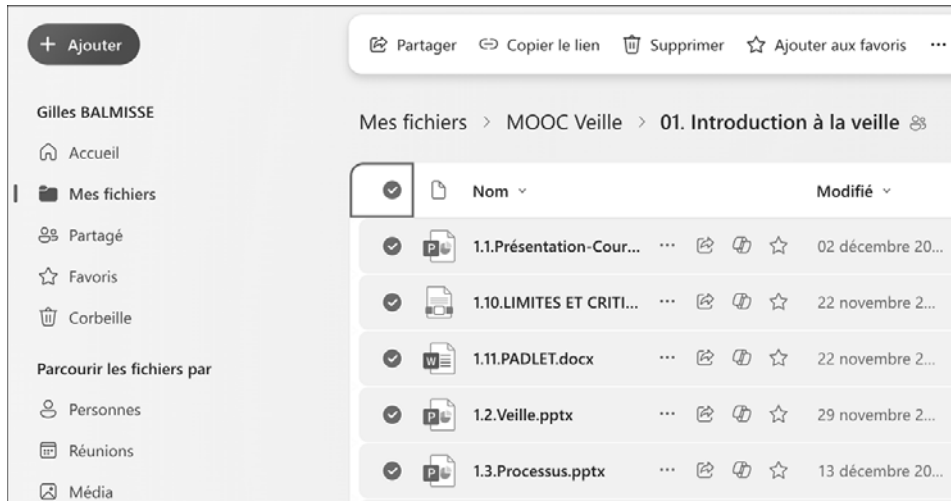 + Ajouter
Partager Copier le lien Supprimer Ajouter aux favoris ...
Gilles BALMISSE
Accueil
Mes fichiers
Partagé
Favoris
Corbeille
Parcourir les fichiers par
Personnes
Réunions
Média
Mes fichiers > MOOC Veille > 01. Introduction à la veille
Nom Modifié
1.1.Présentation-Cour... ... 02 décembre 20...
1.10.LIMITES ET CRITI... ... 22 novembre 2...
1.11.PADLET.docx ... 22 novembre 2...
1.2.Veille.pptx ... 29 novembre 2...
1.3.Processus.pptx ... 13 décembre 20...